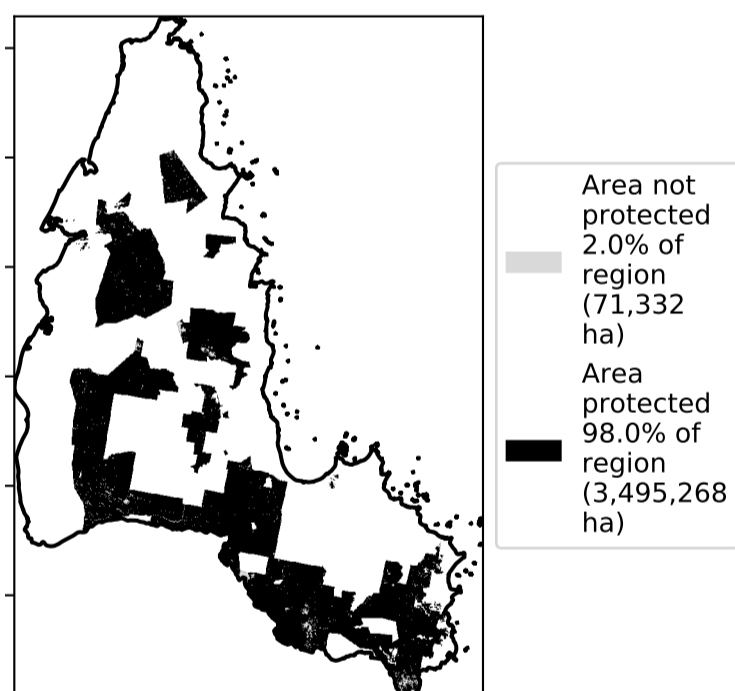 Area not
protected
2.0% of
region
(71,332
ha)
Area
protected
98.0% of
region
(3,495,268
ha)